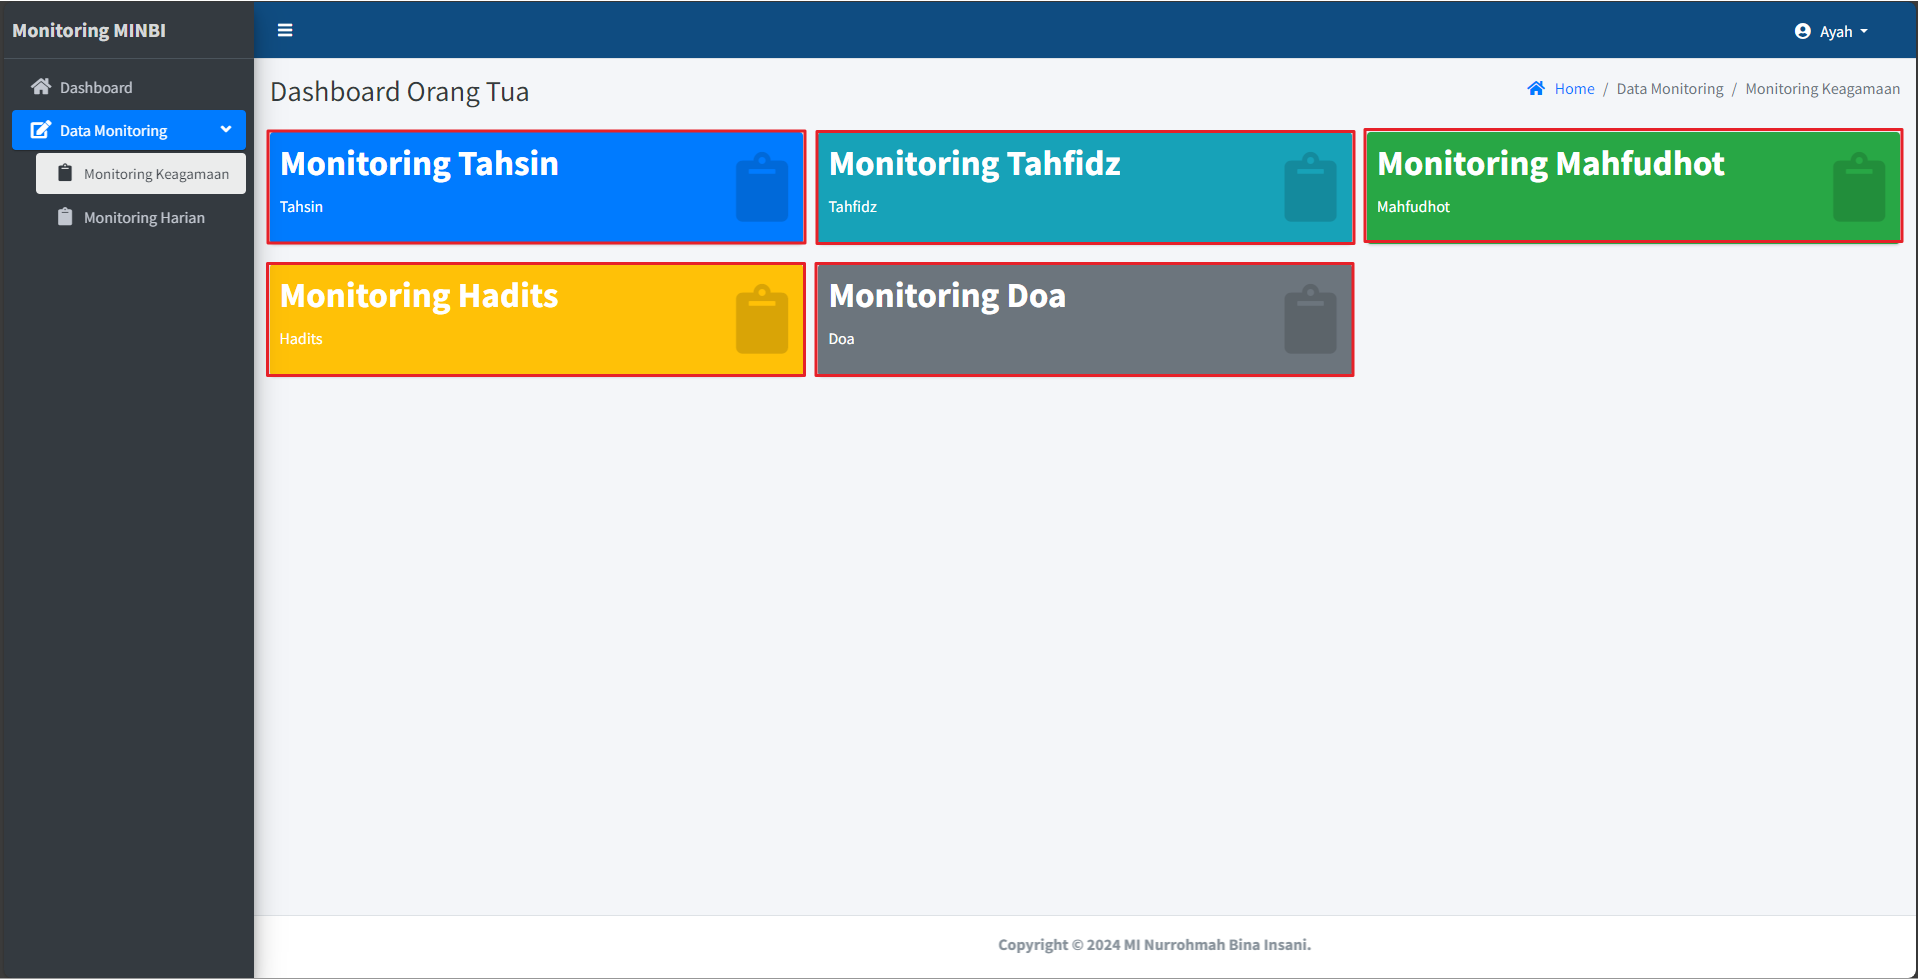 Monitoring MINBI
Ayah
Dashboard
Data Monitoring
Monitoring Keagamaan
Monitoring Harian
Dashboard Orang Tua
Home / Data Monitoring / Monitoring Keagamaan
Monitoring Tahsin
Tahsin
Monitoring Tahfidz
Tahfidz
Monitoring Mahfudhot
Mahfudhot
Monitoring Hadits
Hadits
Monitoring Doa
Doa
Copyright © 2024 MI Nurrohmah Bina Insani.